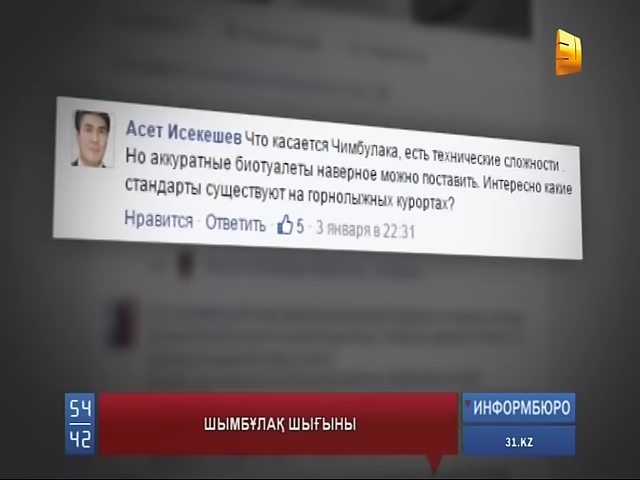 31
Асет Исекешев Что касается Чимбулака, есть технические сложности .
Но аккуратные биотуалеты наверное можно поставить. Интересно какие
стандарты существуют на горнолыжных курортах?
Нравится · Ответить · 5 · 3 января в 22:31
54
42
ШЫМБҰЛАҚ ШЫҒЫНЫ
ИНФОРМБЮРО
31.KZ